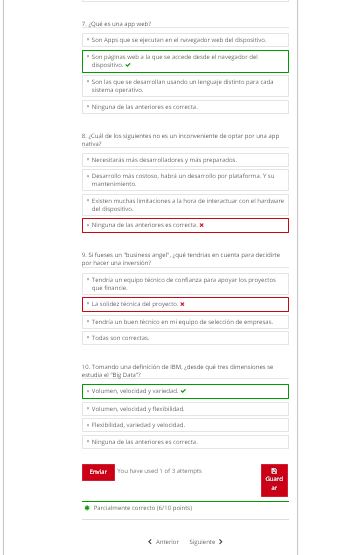 7. ¿Qué es una app web?
Son Apps que se ejecutan en el navegador web del dispositivo.
Son páginas web a la que se accede desde el navegador del
dispositivo. ✔
Son las que se desarrollan usando un lenguaje distinto para cada
sistema operativo.
Ninguna de las anteriores es correcta.
8. ¿Cuál de los siguientes no es un inconveniente de optar por una app
nativa?
Necesitarás más desarrolladores y más preparados.
Desarrollo más costoso, habrá un desarrollo por plataforma. Y su
mantenimiento.
Existen muchas limitaciones a la hora de interactuar con el hardware
del dispositivo.
Ninguna de las anteriores es correcta. ✖
9. Si fueses un "business angel", ¿qué tendrías en cuenta para decidirte
por hacer una inversión?
Tendría un equipo técnico de confianza para apoyar los proyectos
que financie.
La solidez técnica del proyecto. ✖
Tendría un buen técnico en mi equipo de selección de empresas.
Todas son correctas.
10. Tomando una definición de IBM, ¿desde qué tres dimensiones se
estudia el "Big Data"?
Volumen, velocidad y variedad. ✔
Volumen, velocidad y flexibilidad.
Flexibilidad, variedad y velocidad.
Ninguna de las anteriores es correcta.
Enviar
You have used 1 of 3 attempts
Guard
ar
Parcialmente correcto (6/10 points)
Anterior Siguiente